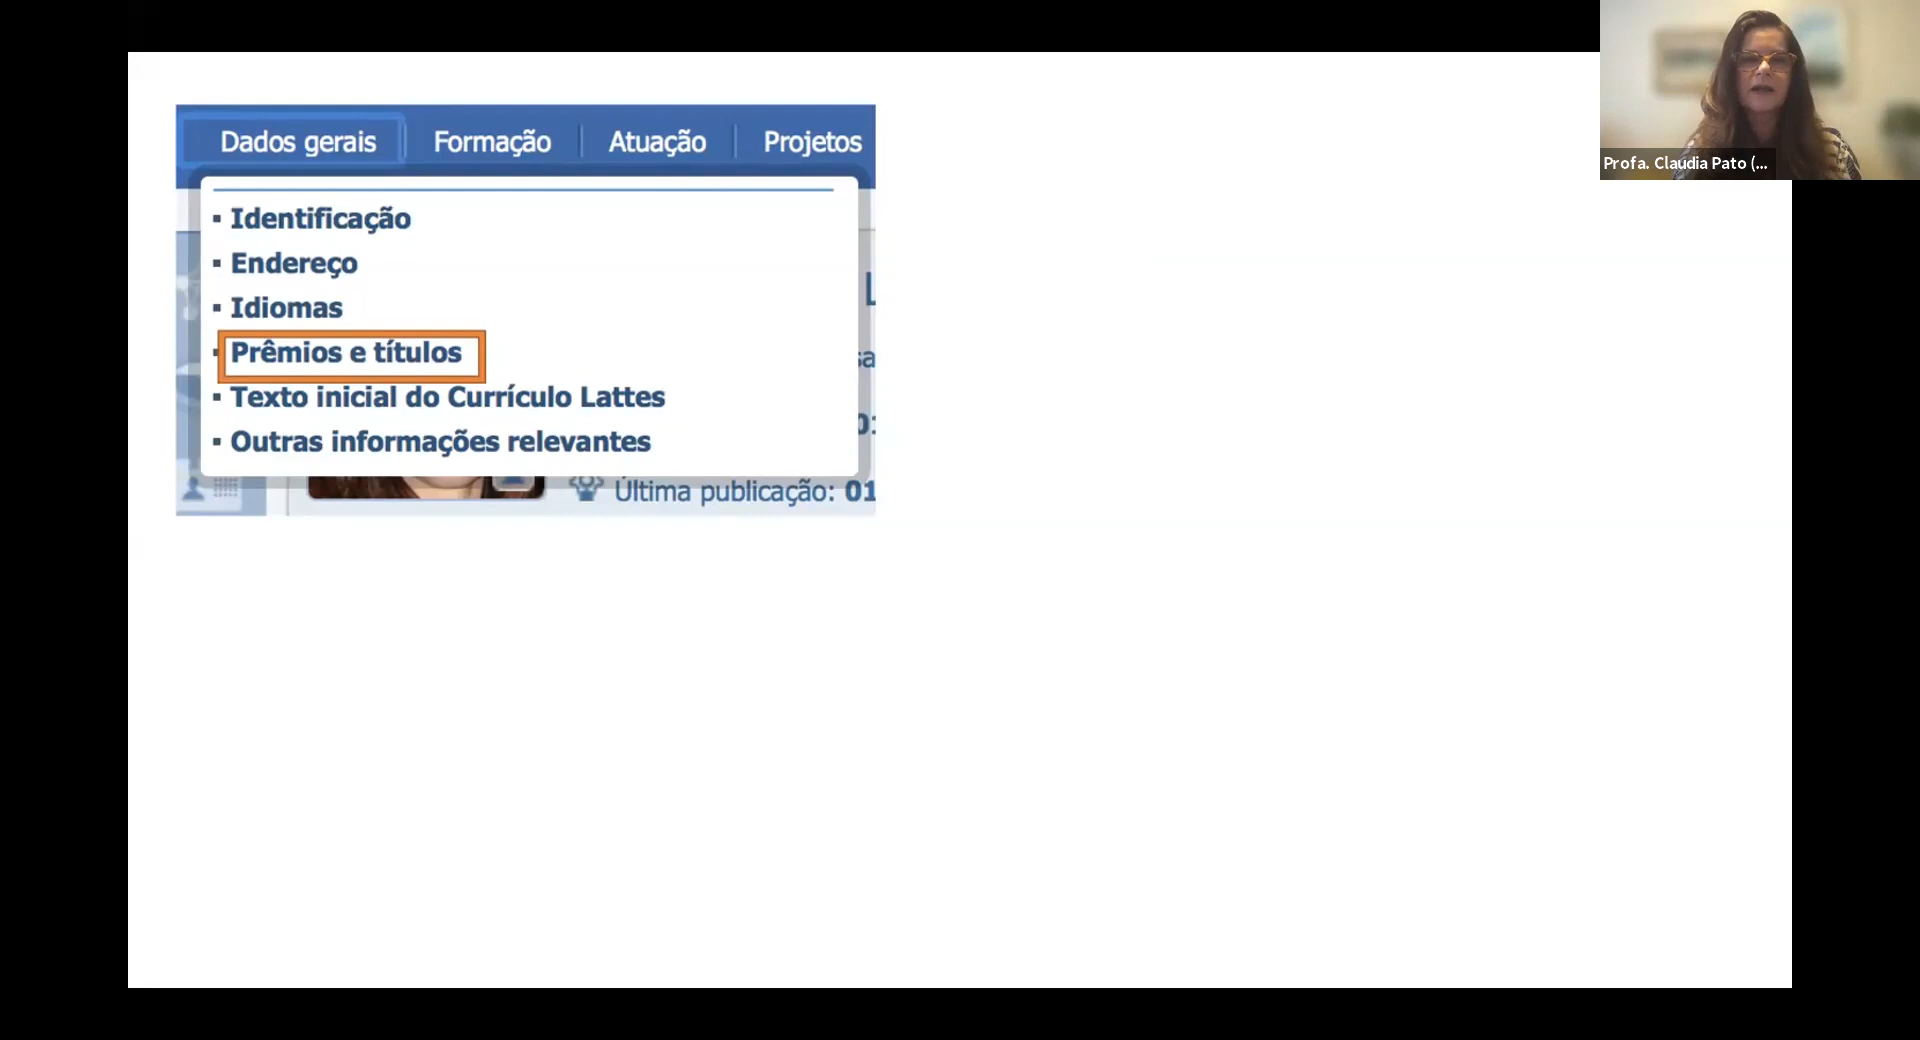 Profa. Claudia Pato (...
Dados gerais
Formação
Atuação
Projetos
▪ Identificação
▪ Endereço
▪ Idiomas
▪ Prêmios e títulos
▪ Texto inicial do Currículo Lattes
▪ Outras informações relevantes
Última publicação: 01